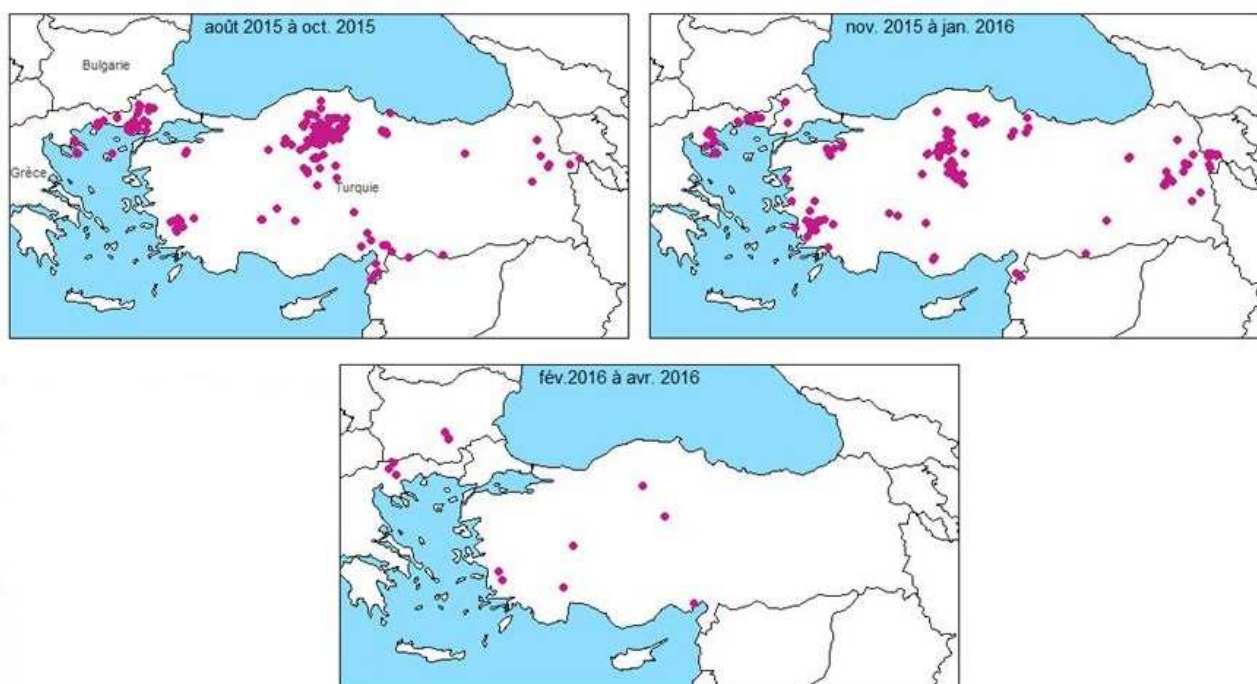 août 2015 à oct. 2015
Bulgarie
Grèce
Turquie
nov. 2015 à jan. 2016
fév.2016 à avr. 2016